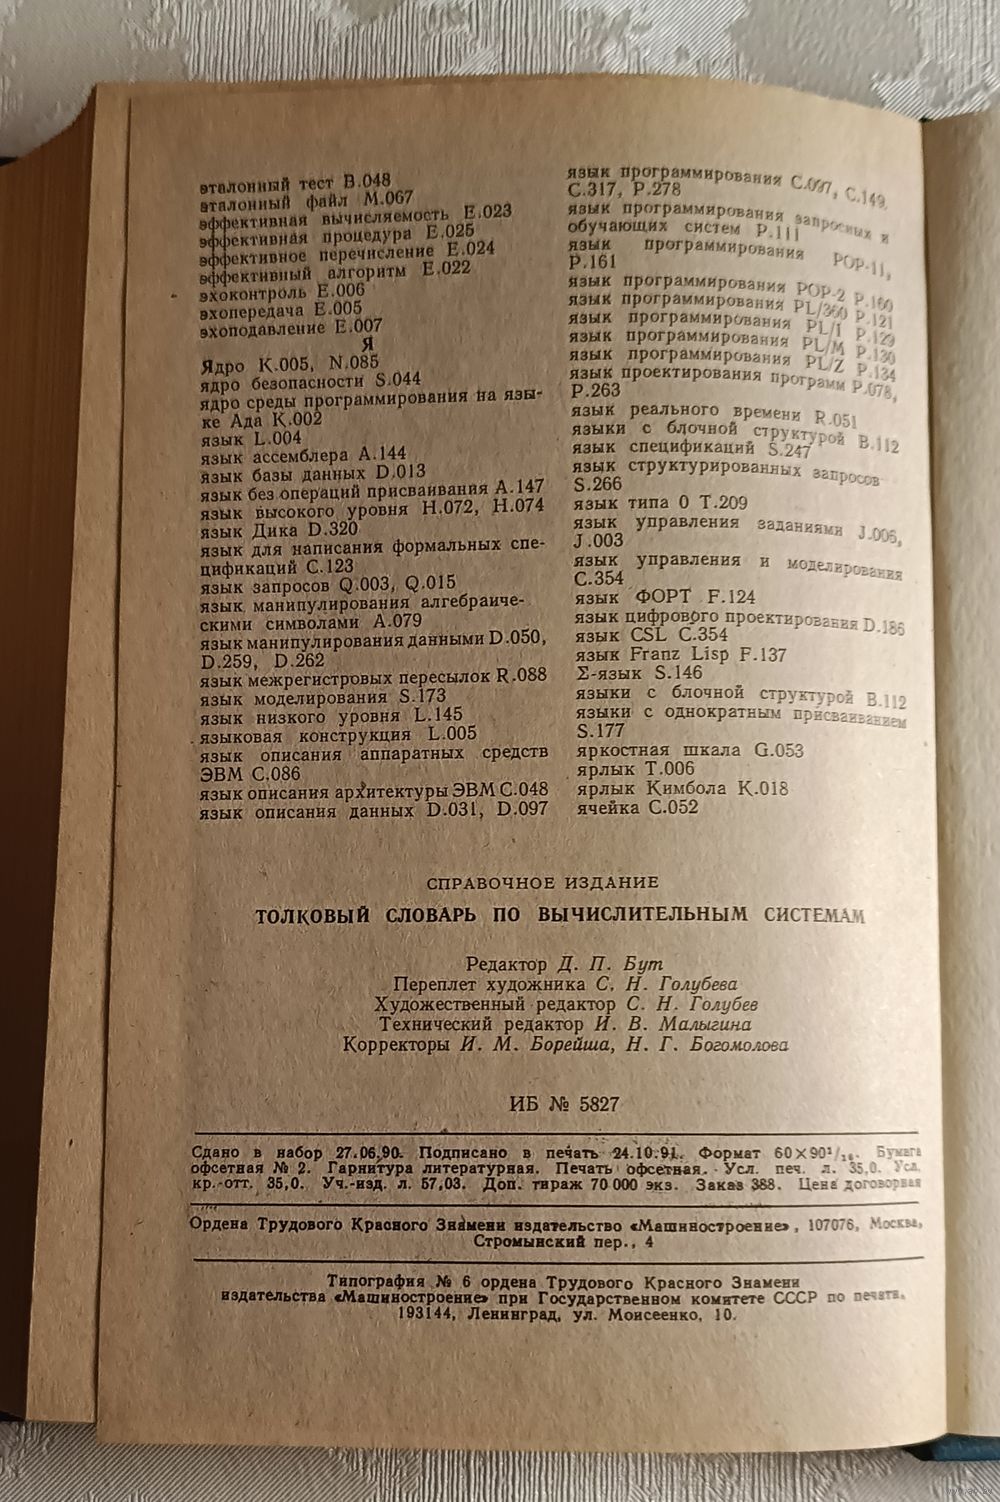 эталонный тест B.048
эталонный файл M.067
эффективная вычисляемость E.023
эффективная процедура E.025
эффективное перечисление E.024
эффективный алгоритм E.022
эхоконтроль E.006
эхопередача E.005
эхоподавление E.007
Я
Ядро K.005, N.085
ядро безопасности S.044
ядро среды программирования на язы-
ке Ада K.002
язык L.004
язык ассемблера A.144
язык базы данных D.013
язык без операций присваивания A.147
язык высокого уровня H.072, H.074
язык Дика D.320
язык для написания формальных спе-
цификаций C.123
язык запросов Q.003, Q.015
язык манипулирования алгебраиче-
скими символами A.079
язык манипулирования данными D.050,
D.259, D.262
язык межрегистровых пересылок R.088
язык моделирования S.173
язык низкого уровня L.145
языковая конструкция L.005
язык описания аппаратных средств
ЭВМ C.086
язык описания архитектуры ЭВМ C.048
язык описания данных D.031, D.097
язык программирования C.097, C.149,
C.317, P.278
язык программирования запросных и
обучающих систем P.111
язык программирования POP-11,
P.161
язык программирования POP-2 P.160
язык программирования PL/360 P.121
язык программирования PL/1 P.129
язык программирования PL/M P.130
язык программирования PL/Z P.134
язык проектирования программ P.078,
P.263
язык реального времени R.051
языки с блочной структурой B.112
язык спецификаций S.247
язык структурированных запросов
S.266
язык типа 0 T.209
язык управления заданиями J.006,
J.003
язык управления и моделирования
C.354
язык ФОРТ F.124
язык цифрового проектирования D.186
язык CSL C.354
язык Franz Lisp F.137
Σ-язык S.146
языки с блочной структурой B.112
языки с однократным присваиванием
S.177
яркостная шкала G.053
ярлык T.006
ярлык Кимбола K.018
ячейка C.052
СПРАВОЧНОЕ ИЗДАНИЕ
ТОЛКОВЫЙ СЛОВАРЬ ПО ВЫЧИСЛИТЕЛЬНЫМ СИСТЕМАМ
Редактор Д. П. Бут
Переплет художника С. Н. Голубева
Художественный редактор С. Н. Голубев
Технический редактор И. В. Малыгина
Корректоры И. М. Борейша, Н. Г. Богомолова
ИБ № 5827
Сдано в набор 27.06.90. Подписано в печать 24.10.91. Формат 60×90¹/₁₆. Бумага
офсетная № 2. Гарнитура литературная. Печать офсетная. Усл. печ. л. 35,0. Усл.
кр.-отт. 35,0. Уч.-изд. л. 57,03. Доп. тираж 70 000 экз. Заказ 388. Цена договорная
Ордена Трудового Красного Знамени издательство «Машиностроение», 107076, Москва,
Стромынский пер., 4
Типография № 6 ордена Трудового Красного Знамени
издательства «Машиностроение» при Государственном комитете СССР по печати.
193144, Ленинград, ул. Моисеенко, 10.